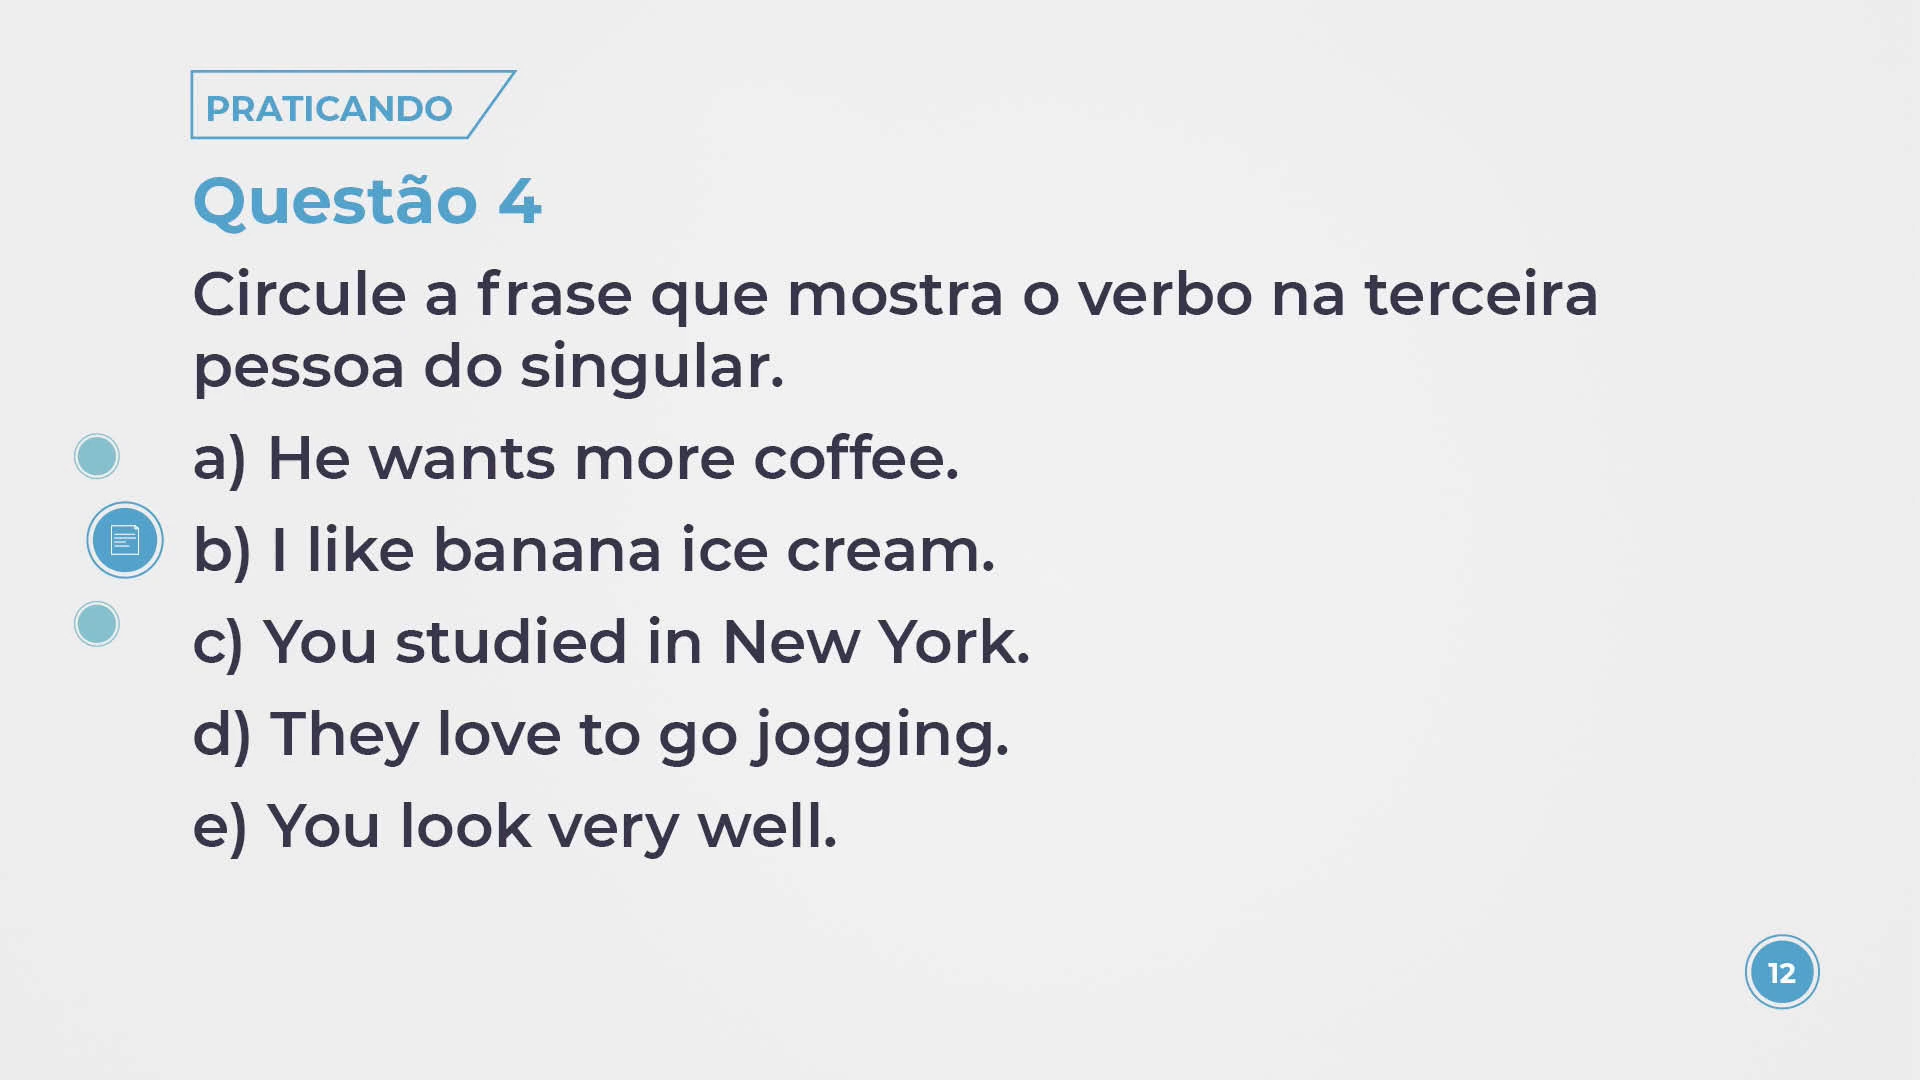 PRATICANDO
Questão 4
Circule a frase que mostra o verbo na terceira
pessoa do singular.
a) He wants more coffee.
b) I like banana ice cream.
c) You studied in New York.
d) They love to go jogging.
e) You look very well.
12